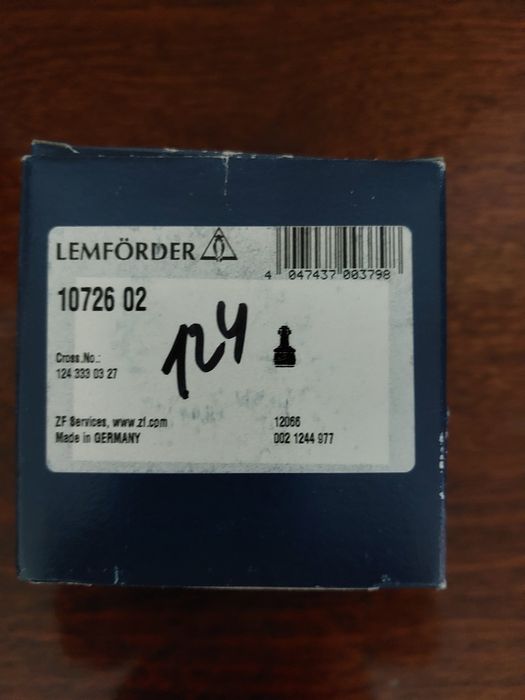 LEMFÖRDER
4 047437 003798
10726 02
124
Cross.No.:
124 333 03 27
ZF Services, www.zf.com
12066
Made in GERMANY
002 1244 977